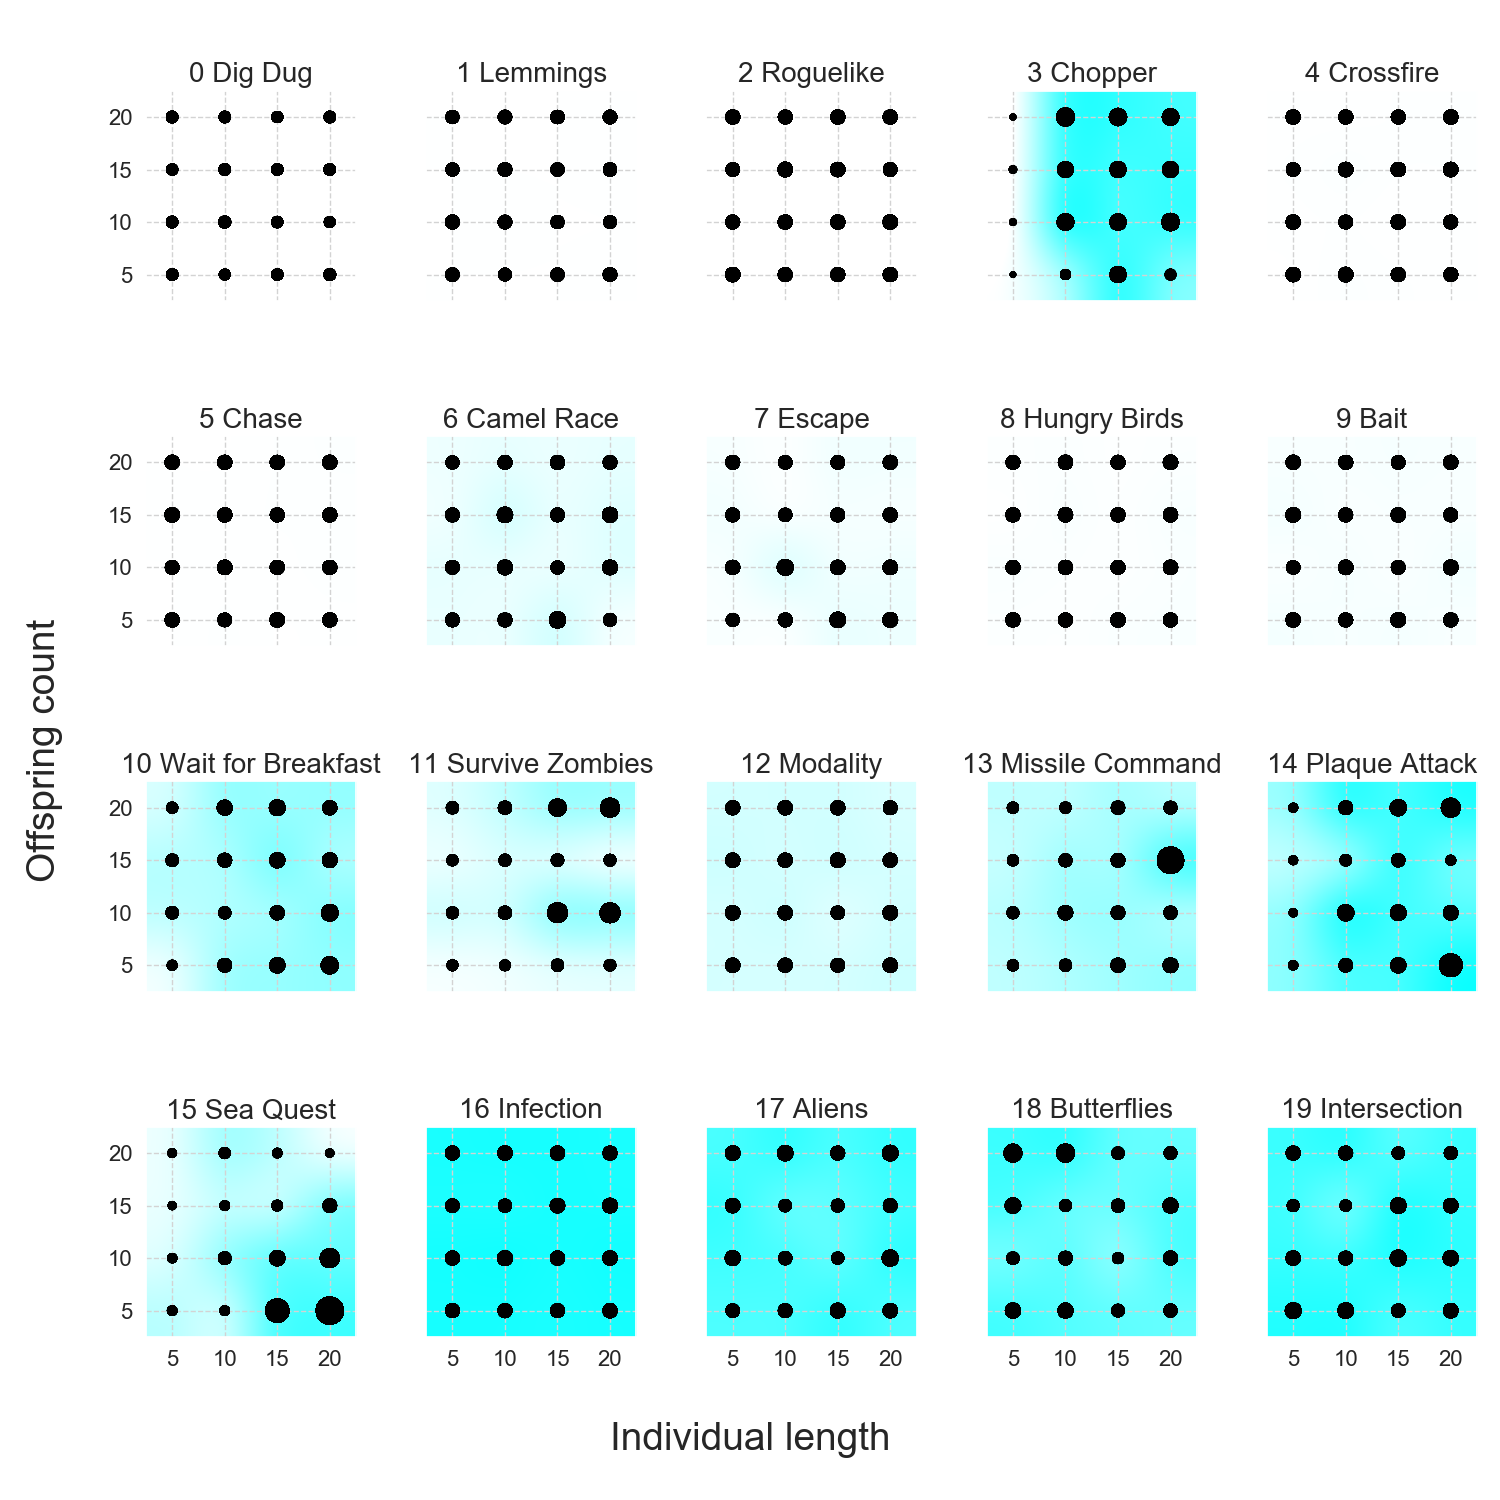 0 Dig Dug
1 Lemmings
2 Roguelike
3 Chopper
4 Crossfire
20
15
10
5
5 Chase
6 Camel Race
7 Escape
8 Hungry Birds
9 Bait
20
15
10
5
Offspring count
10 Wait for Breakfast
11 Survive Zombies
12 Modality
13 Missile Command
14 Plaque Attack
20
15
10
5
15 Sea Quest
16 Infection
17 Aliens
18 Butterflies
19 Intersection
20
15
10
5
5 10 15 20
5 10 15 20
5 10 15 20
5 10 15 20
5 10 15 20
Individual length